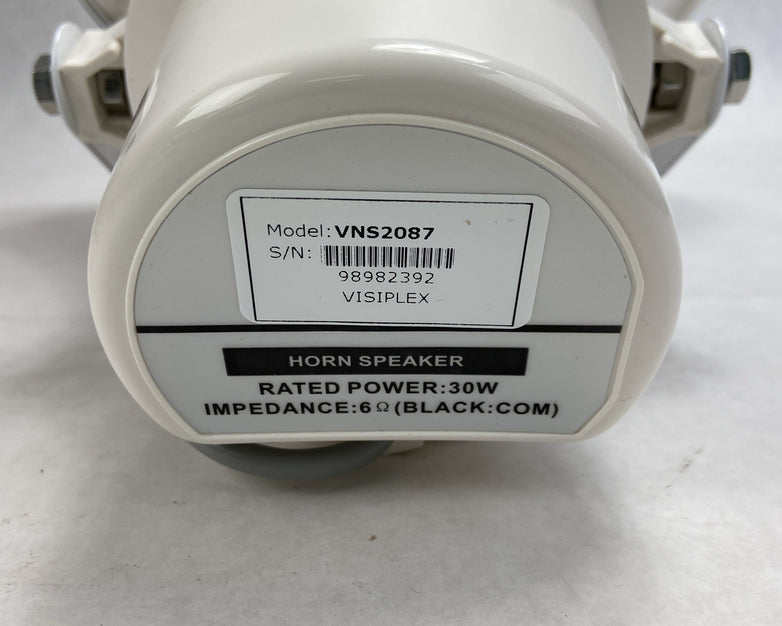 Model: VNS2087
S/N:
98982392
VISIPLEX
HORN SPEAKER
RATED POWER:30W
IMPEDANCE:6Ω(BLACK:COM)